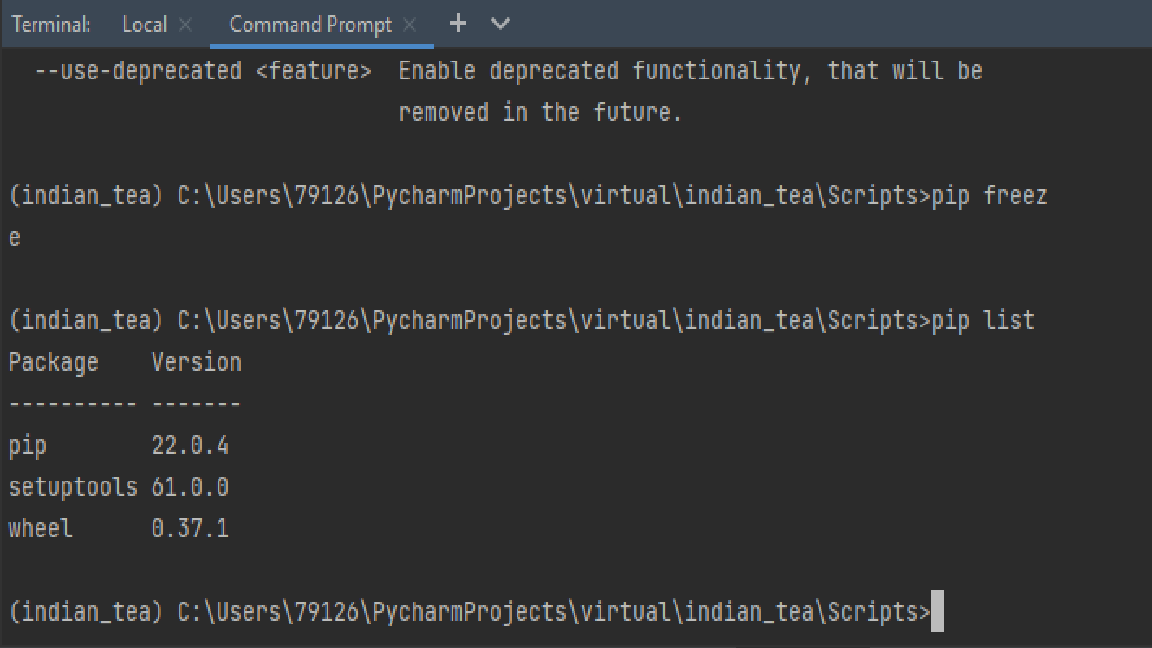 Terminal: Local Command Prompt
--use-deprecated <feature> Enable deprecated functionality, that will be
removed in the future.
(indian_tea) C:\Users\79126\PycharmProjects\virtual\indian_tea\Scripts>pip freez
e
(indian_tea) C:\Users\79126\PycharmProjects\virtual\indian_tea\Scripts>pip list
Package Version
---------- -------
pip 22.0.4
setuptools 61.0.0
wheel 0.37.1
(indian_tea) C:\Users\79126\PycharmProjects\virtual\indian_tea\Scripts>